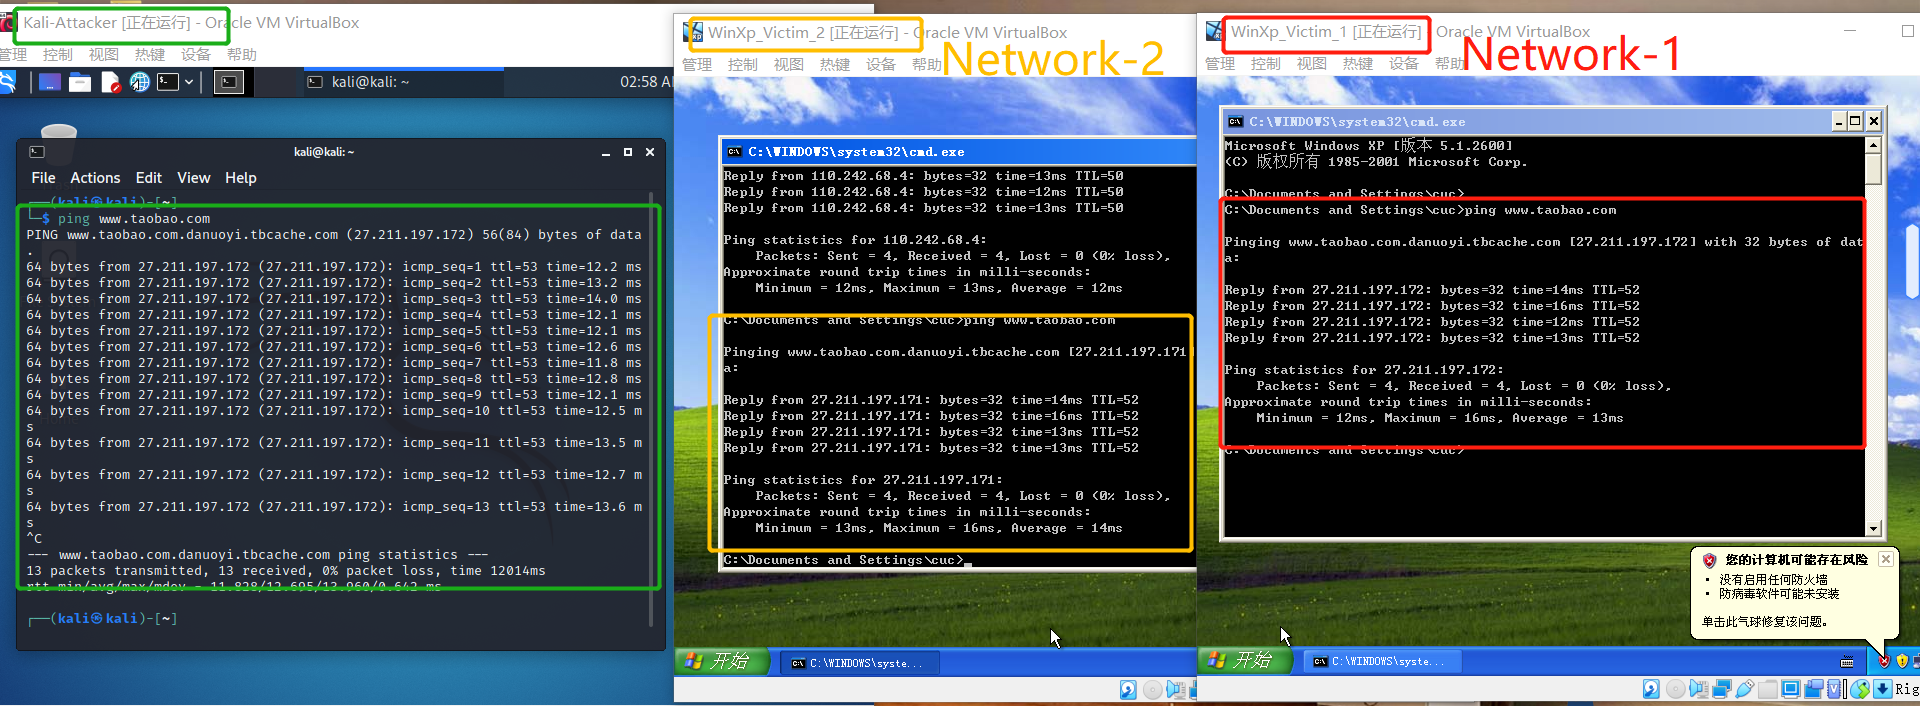 Kali-Attacker [正在运行] - Oracle VM VirtualBox
管理 控制 视图 热键 设备 帮助
kali@kali: ~
02:58 AM
kali@kali: ~
File Actions Edit View Help
┌──(kali㉿kali)-[~]
└─$ ping www.taobao.com
PING www.taobao.com.danuoyi.tbcache.com (27.211.197.172) 56(84) bytes of data
.
64 bytes from 27.211.197.172 (27.211.197.172): icmp_seq=1 ttl=53 time=12.2 ms
64 bytes from 27.211.197.172 (27.211.197.172): icmp_seq=2 ttl=53 time=13.2 ms
64 bytes from 27.211.197.172 (27.211.197.172): icmp_seq=3 ttl=53 time=14.0 ms
64 bytes from 27.211.197.172 (27.211.197.172): icmp_seq=4 ttl=53 time=12.1 ms
64 bytes from 27.211.197.172 (27.211.197.172): icmp_seq=5 ttl=53 time=12.1 ms
64 bytes from 27.211.197.172 (27.211.197.172): icmp_seq=6 ttl=53 time=12.6 ms
64 bytes from 27.211.197.172 (27.211.197.172): icmp_seq=7 ttl=53 time=11.8 ms
64 bytes from 27.211.197.172 (27.211.197.172): icmp_seq=8 ttl=53 time=12.8 ms
64 bytes from 27.211.197.172 (27.211.197.172): icmp_seq=9 ttl=53 time=12.1 ms
64 bytes from 27.211.197.172 (27.211.197.172): icmp_seq=10 ttl=53 time=12.5 m
s
64 bytes from 27.211.197.172 (27.211.197.172): icmp_seq=11 ttl=53 time=13.5 m
s
64 bytes from 27.211.197.172 (27.211.197.172): icmp_seq=12 ttl=53 time=12.7 m
s
64 bytes from 27.211.197.172 (27.211.197.172): icmp_seq=13 ttl=53 time=13.6 m
s
^C
--- www.taobao.com.danuoyi.tbcache.com ping statistics ---
13 packets transmitted, 13 received, 0% packet loss, time 12014ms
rtt min/avg/max/mdev = 11.828/12.695/13.960/0.642 ms
┌──(kali㉿kali)-[~]
WinXp_Victim_2 [正在运行] - Oracle VM VirtualBox
管理 控制 视图 热键 设备 帮助
Network-2
C:\WINDOWS\system32\cmd.exe
Reply from 110.242.68.4: bytes=32 time=13ms TTL=50
Reply from 110.242.68.4: bytes=32 time=12ms TTL=50
Reply from 110.242.68.4: bytes=32 time=13ms TTL=50
Ping statistics for 110.242.68.4:
Packets: Sent = 4, Received = 4, Lost = 0 (0% loss),
Approximate round trip times in milli-seconds:
Minimum = 12ms, Maximum = 13ms, Average = 12ms
C:\Documents and Settings\cuc>ping www.taobao.com
Pinging www.taobao.com.danuoyi.tbcache.com [27.211.197.171
a:
Reply from 27.211.197.171: bytes=32 time=14ms TTL=52
Reply from 27.211.197.171: bytes=32 time=16ms TTL=52
Reply from 27.211.197.171: bytes=32 time=13ms TTL=52
Reply from 27.211.197.171: bytes=32 time=13ms TTL=52
Ping statistics for 27.211.197.171:
Packets: Sent = 4, Received = 4, Lost = 0 (0% loss),
Approximate round trip times in milli-seconds:
Minimum = 13ms, Maximum = 16ms, Average = 14ms
C:\Documents and Settings\cuc>_
开始 C:\WINDOWS\syste...
WinXp_Victim_1 [正在运行] Oracle VM VirtualBox
管理 控制 视图 热键 设备 帮助
Network-1
C:\WINDOWS\system32\cmd.exe
Microsoft Windows XP [版本 5.1.2600]
(C) 版权所有 1985-2001 Microsoft Corp.
C:\Documents and Settings\cuc>
C:\Documents and Settings\cuc>ping www.taobao.com
Pinging www.taobao.com.danuoyi.tbcache.com [27.211.197.172] with 32 bytes of dat
a:
Reply from 27.211.197.172: bytes=32 time=14ms TTL=52
Reply from 27.211.197.172: bytes=32 time=16ms TTL=52
Reply from 27.211.197.172: bytes=32 time=12ms TTL=52
Reply from 27.211.197.172: bytes=32 time=13ms TTL=52
Ping statistics for 27.211.197.172:
Packets: Sent = 4, Received = 4, Lost = 0 (0% loss),
Approximate round trip times in milli-seconds:
Minimum = 12ms, Maximum = 16ms, Average = 13ms
C:\Documents and Settings\cuc>
您的计算机可能存在风险
• 没有启用任何防火墙
• 防病毒软件可能未安装
单击此气球修复该问题。
开始 C:\WINDOWS\syste...
Rig